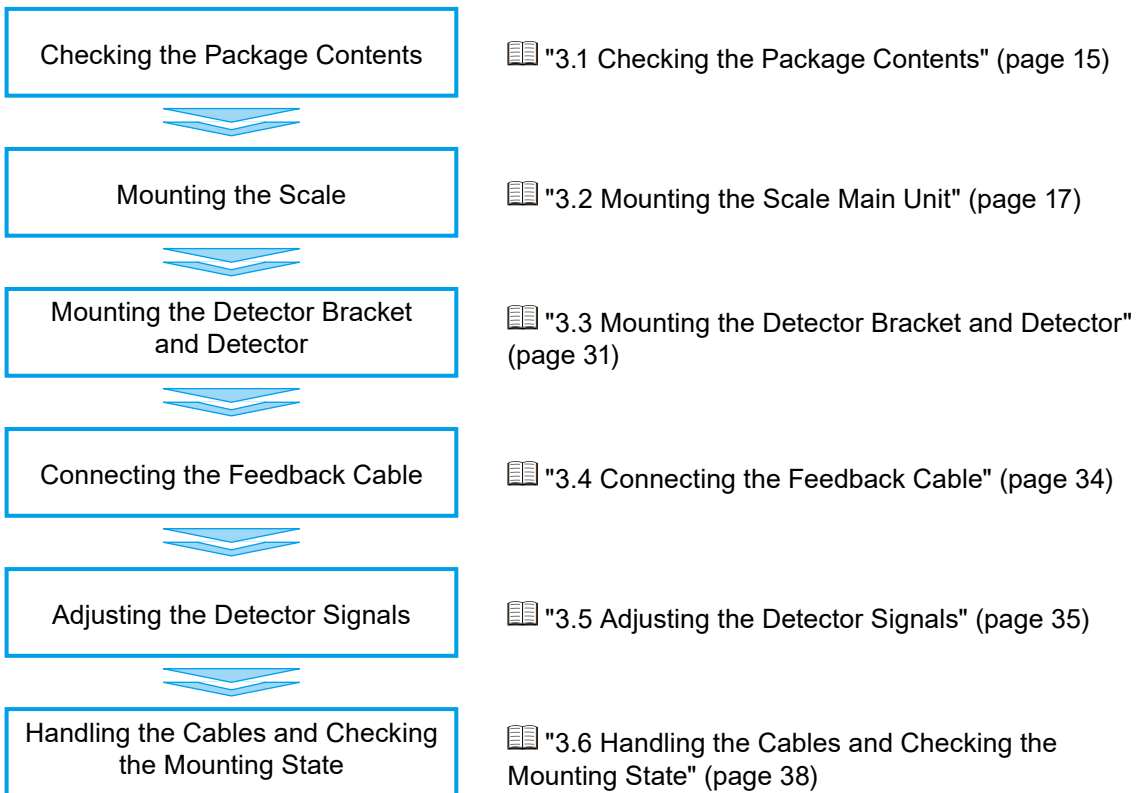 Checking the Package Contents
"3.1 Checking the Package Contents" (page 15)
Mounting the Scale
"3.2 Mounting the Scale Main Unit" (page 17)
Mounting the Detector Bracket
and Detector
"3.3 Mounting the Detector Bracket and Detector"
(page 31)
Connecting the Feedback Cable
"3.4 Connecting the Feedback Cable" (page 34)
Adjusting the Detector Signals
"3.5 Adjusting the Detector Signals" (page 35)
Handling the Cables and Checking
the Mounting State
"3.6 Handling the Cables and Checking the
Mounting State" (page 38)